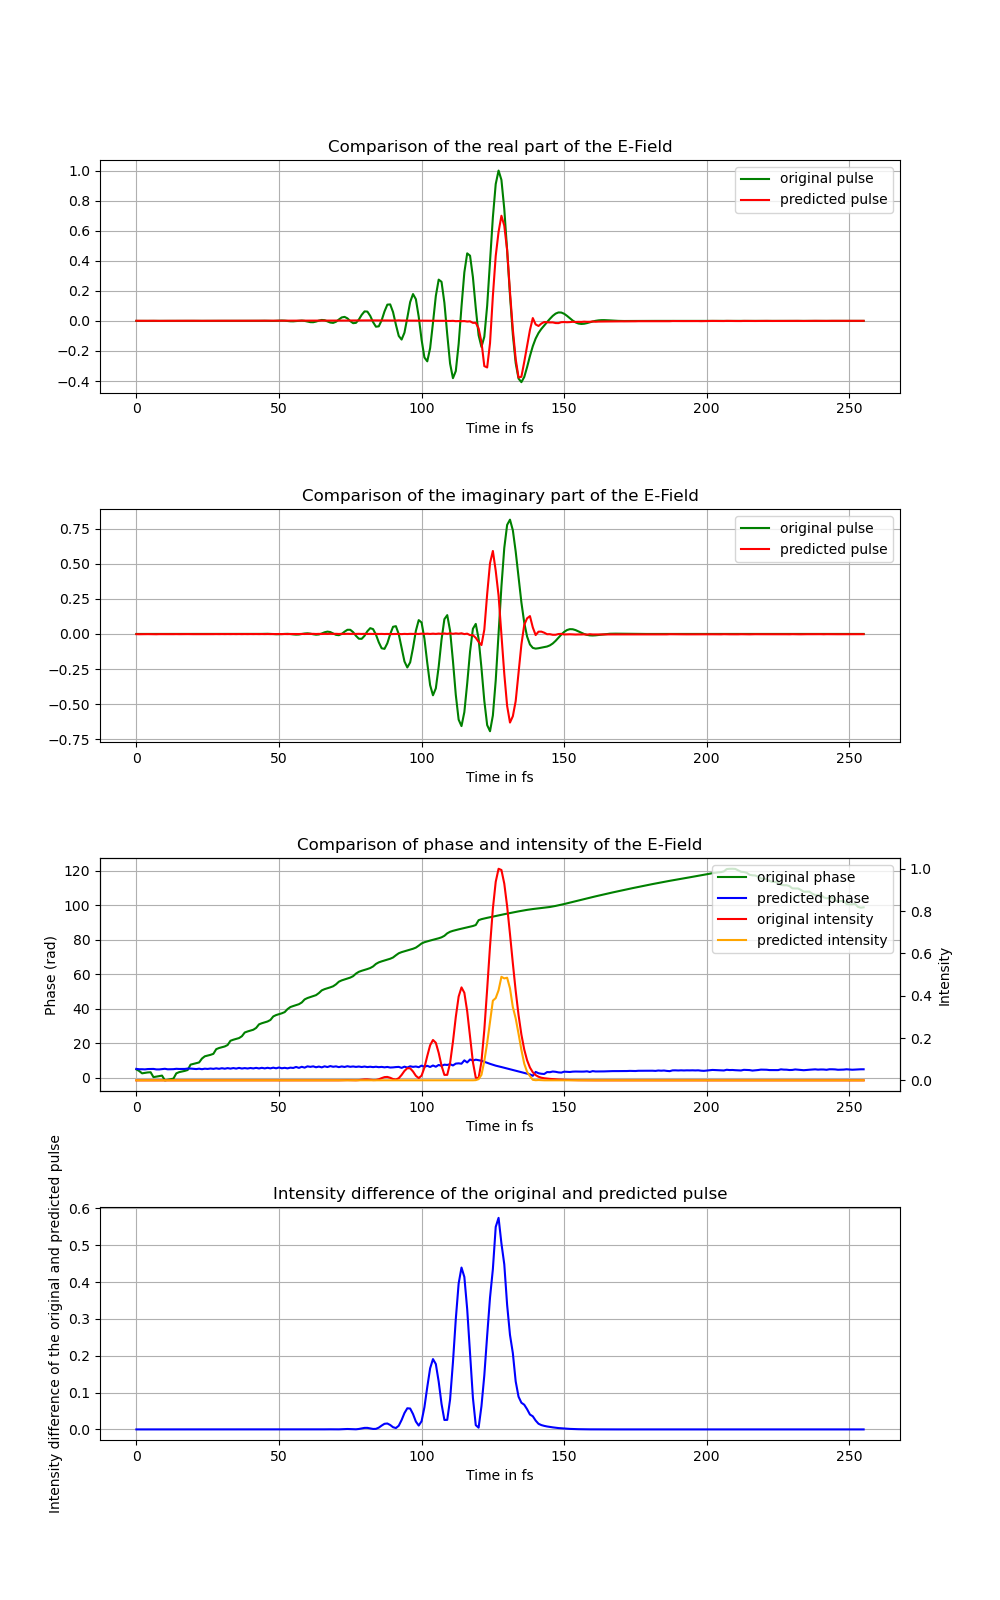 Comparison of the real part of the E-Field
1.0
0.8
0.6
0.4
0.2
0.0
−0.2
−0.4
original pulse
predicted pulse
0 50 100 150 200 250
Time in fs
Comparison of the imaginary part of the E-Field
0.75
0.50
0.25
0.00
−0.25
−0.50
−0.75
original pulse
predicted pulse
0 50 100 150 200 250
Time in fs
Comparison of phase and intensity of the E-Field
Phase (rad)
120
100
80
60
40
20
0
original phase
predicted phase
original intensity
predicted intensity
1.0
0.8
0.6
0.4
0.2
0.0
Intensity
0 50 100 150 200 250
Time in fs
Intensity difference of the original and predicted pulse
Intensity difference of the original and predicted pulse
0.6
0.5
0.4
0.3
0.2
0.1
0.0
0 50 100 150 200 250
Time in fs